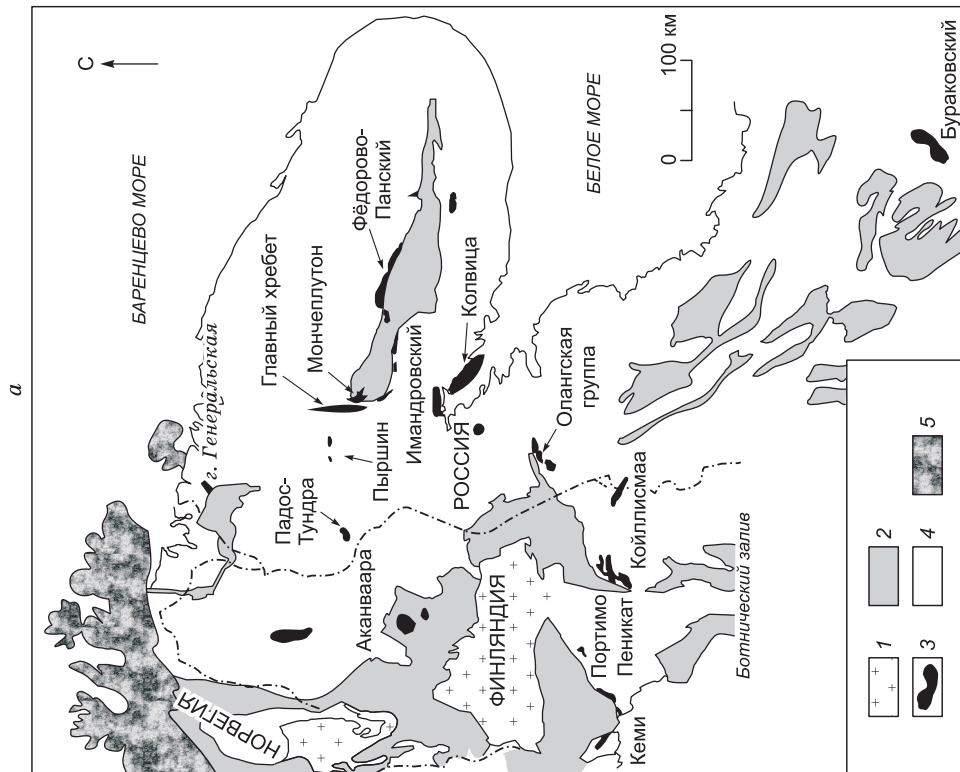 а
С
БАРЕНЦЕВО МОРЕ
г. Генеральская
НОРВЕГИЯ
Главный хребет
Мончеплутон
Фёдорово-
Панский
Падос-
Тундра
Пыршин
Имандровский
Колвица
РОССИЯ
БЕЛОЕ МОРЕ
0
100 км
Аканваара
ФИНЛЯНДИЯ
Олангская
группа
Койллисмаа
Портимо
Пеникат
Кеми
Ботнический залив
Бураковский
1
2
3
4
5